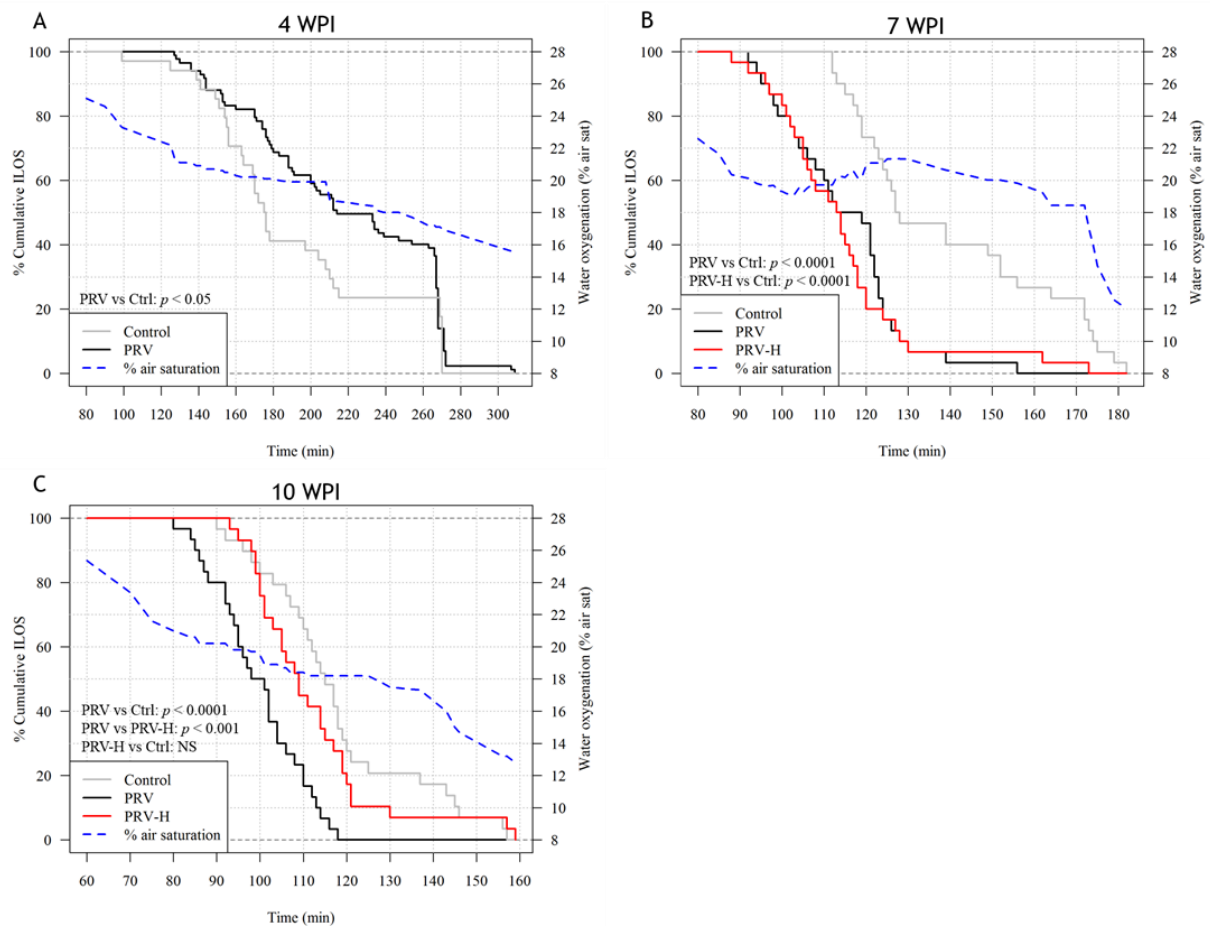 A
4 WPI
100
80
60
40
20
0
% Cumulative ILOS
28
26
24
22
20
18
16
14
12
10
8
Water oxygenation (% air sat)
PRV vs Ctrl: p < 0.05
Control
PRV
% air saturation
80 100 120 140 160 180 200 220 240 260 280 300
Time (min)
B
7 WPI
100
80
60
40
20
0
% Cumulative ILOS
28
26
24
22
20
18
16
14
12
10
8
Water oxygenation (% air sat)
PRV vs Ctrl: p < 0.0001
PRV-H vs Ctrl: p < 0.0001
Control
PRV
PRV-H
% air saturation
80 90 100 110 120 130 140 150 160 170 180
Time (min)
C
10 WPI
100
80
60
40
20
0
% Cumulative ILOS
28
26
24
22
20
18
16
14
12
10
8
Water oxygenation (% air sat)
PRV vs Ctrl: p < 0.0001
PRV vs PRV-H: p < 0.001
PRV-H vs Ctrl: NS
Control
PRV
PRV-H
% air saturation
60 70 80 90 100 110 120 130 140 150 160
Time (min)